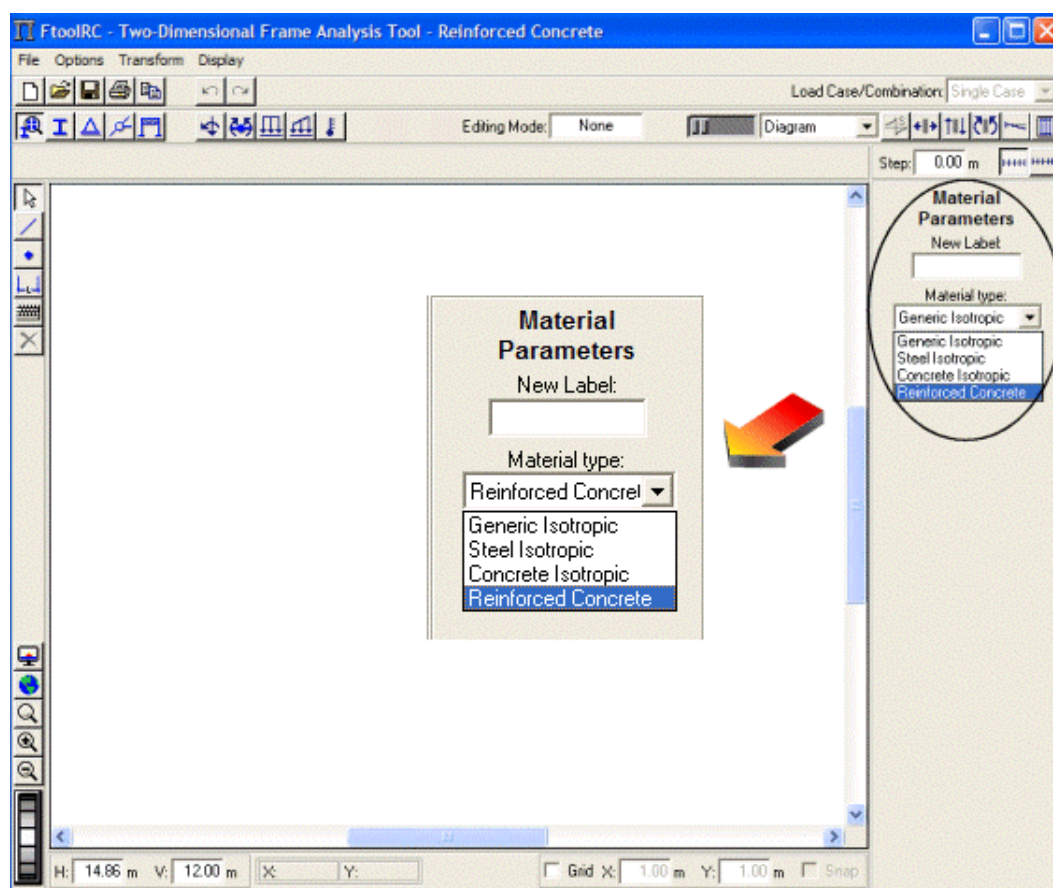 FtoolRC - Two-Dimensional Frame Analysis Tool - Reinforced Concrete
File Options Transform Display
Load Case/Combination: Single Case
Editing Mode: None Diagram
Step: 0.00 m
Material
Parameters
New Label:
Material type:
Generic Isotropic
Generic Isotropic
Steel Isotropic
Concrete Isotropic
Reinforced Concrete
Material
Parameters
New Label:
Material type:
Reinforced Concret
Generic Isotropic
Steel Isotropic
Concrete Isotropic
Reinforced Concrete
H: 14.86 m V: 12.00 m X: Y: Grid X: 1.00 m Y: 1.00 m Snap